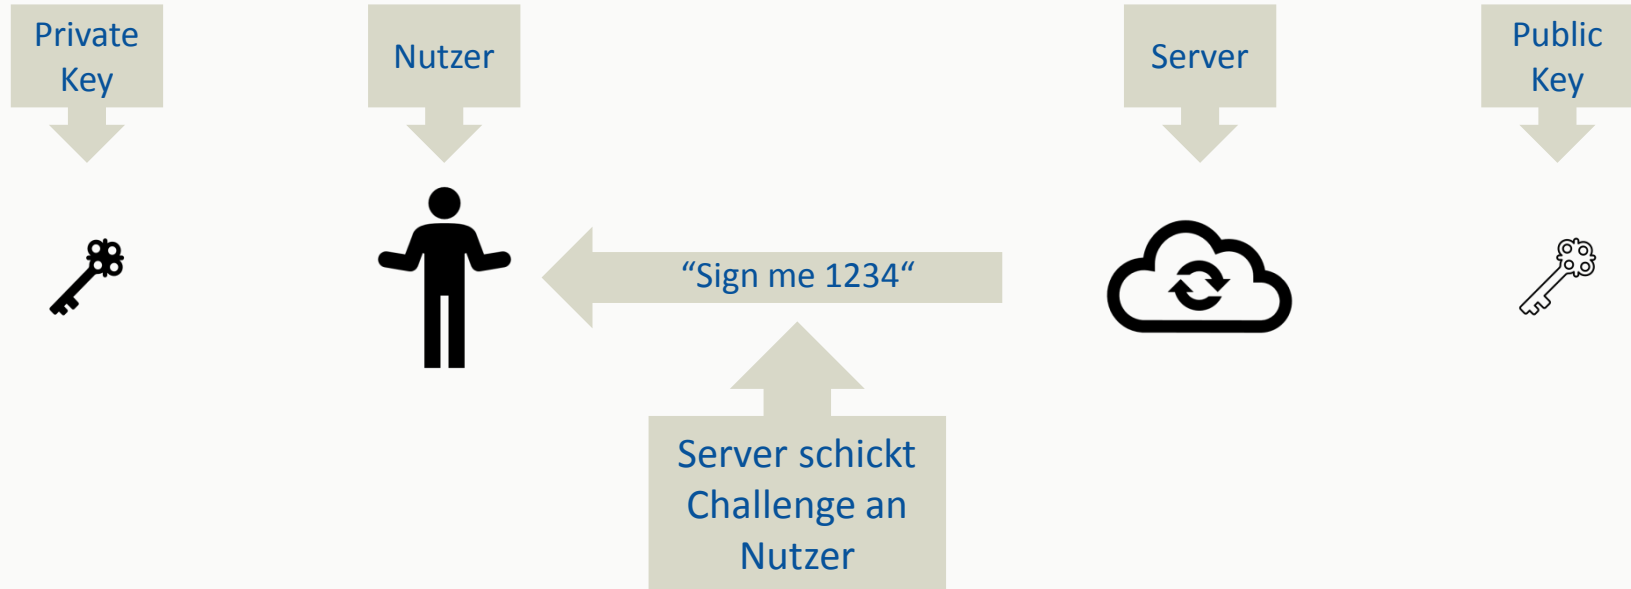 Private
Key
Nutzer
Server
Public
Key
“Sign me 1234“
Server schickt
Challenge an
Nutzer